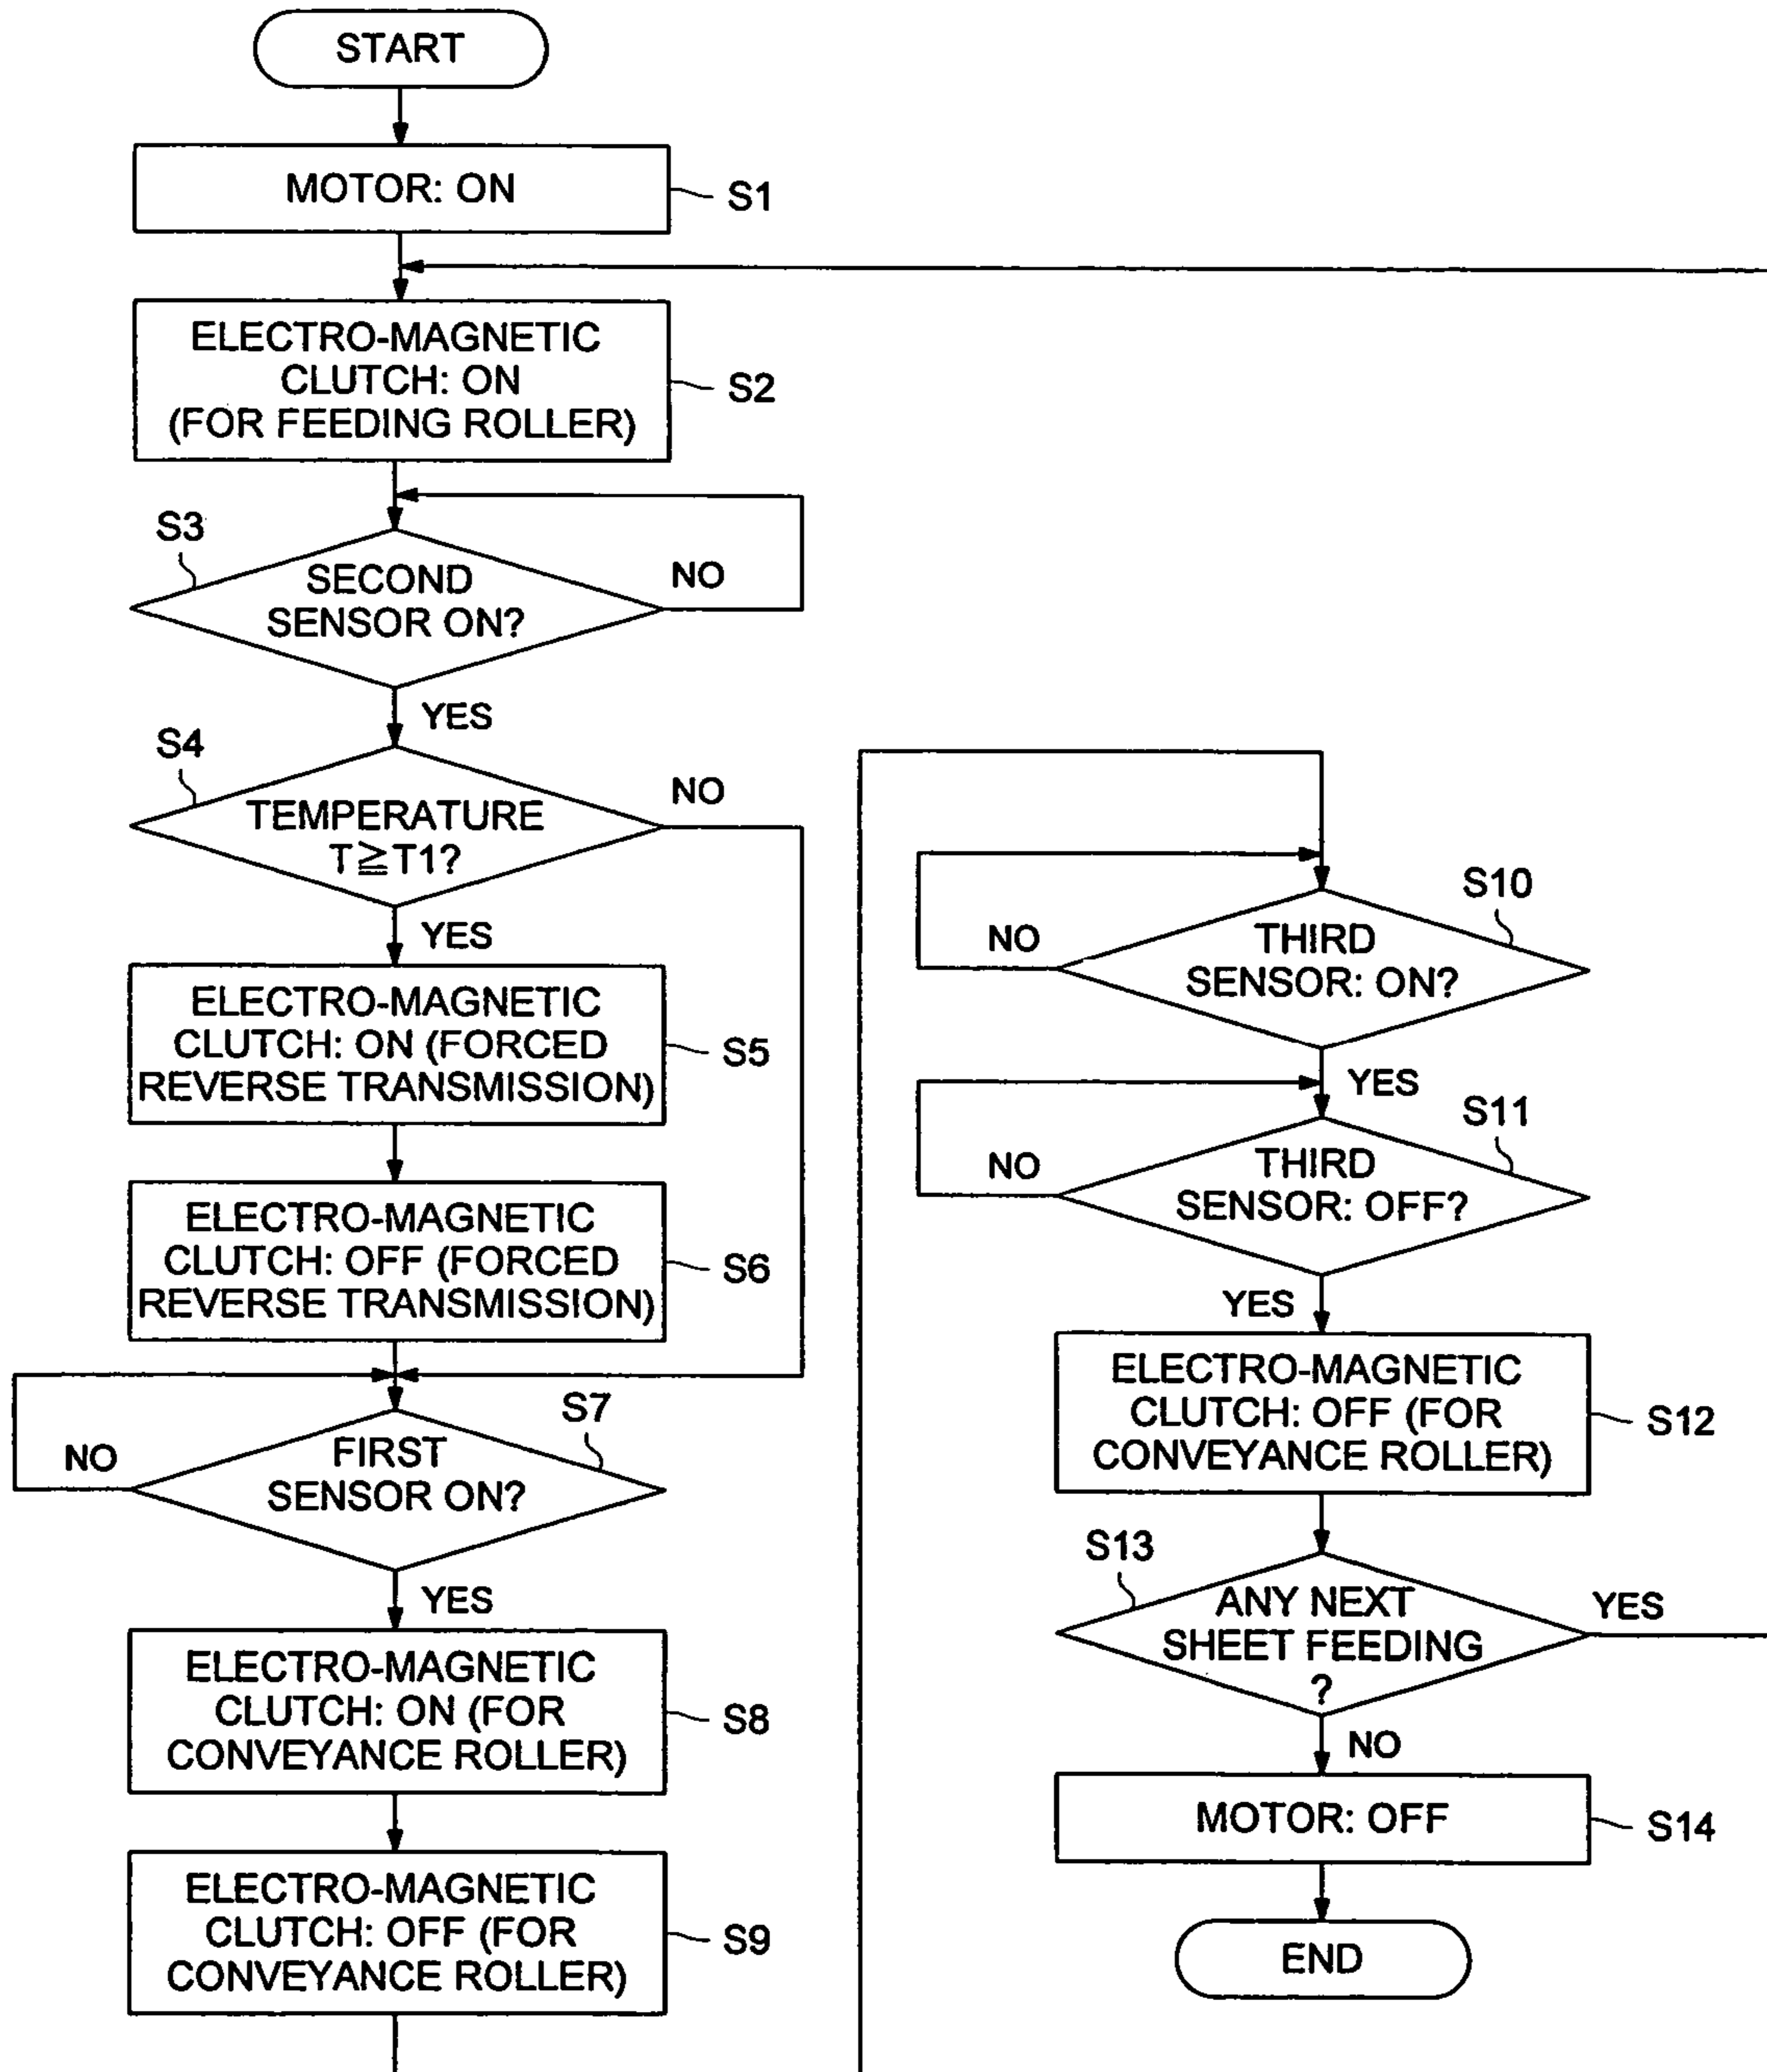 START
MOTOR: ON
S1
ELECTRO-MAGNETIC
CLUTCH: ON
(FOR FEEDING ROLLER)
S2
S3
SECOND
SENSOR ON?
NO
YES
S4
TEMPERATURE
T≧T1?
NO
YES
ELECTRO-MAGNETIC
CLUTCH: ON (FORCED
REVERSE TRANSMISSION)
S5
ELECTRO-MAGNETIC
CLUTCH: OFF (FORCED
REVERSE TRANSMISSION)
S6
S7
FIRST
SENSOR ON?
NO
YES
ELECTRO-MAGNETIC
CLUTCH: ON (FOR
CONVEYANCE ROLLER)
S8
ELECTRO-MAGNETIC
CLUTCH: OFF (FOR
CONVEYANCE ROLLER)
S9
S10
THIRD
SENSOR: ON?
NO
YES
S11
THIRD
SENSOR: OFF?
NO
YES
ELECTRO-MAGNETIC
CLUTCH: OFF (FOR
CONVEYANCE ROLLER)
S12
S13
ANY NEXT
SHEET FEEDING
?
YES
NO
MOTOR: OFF
S14
END